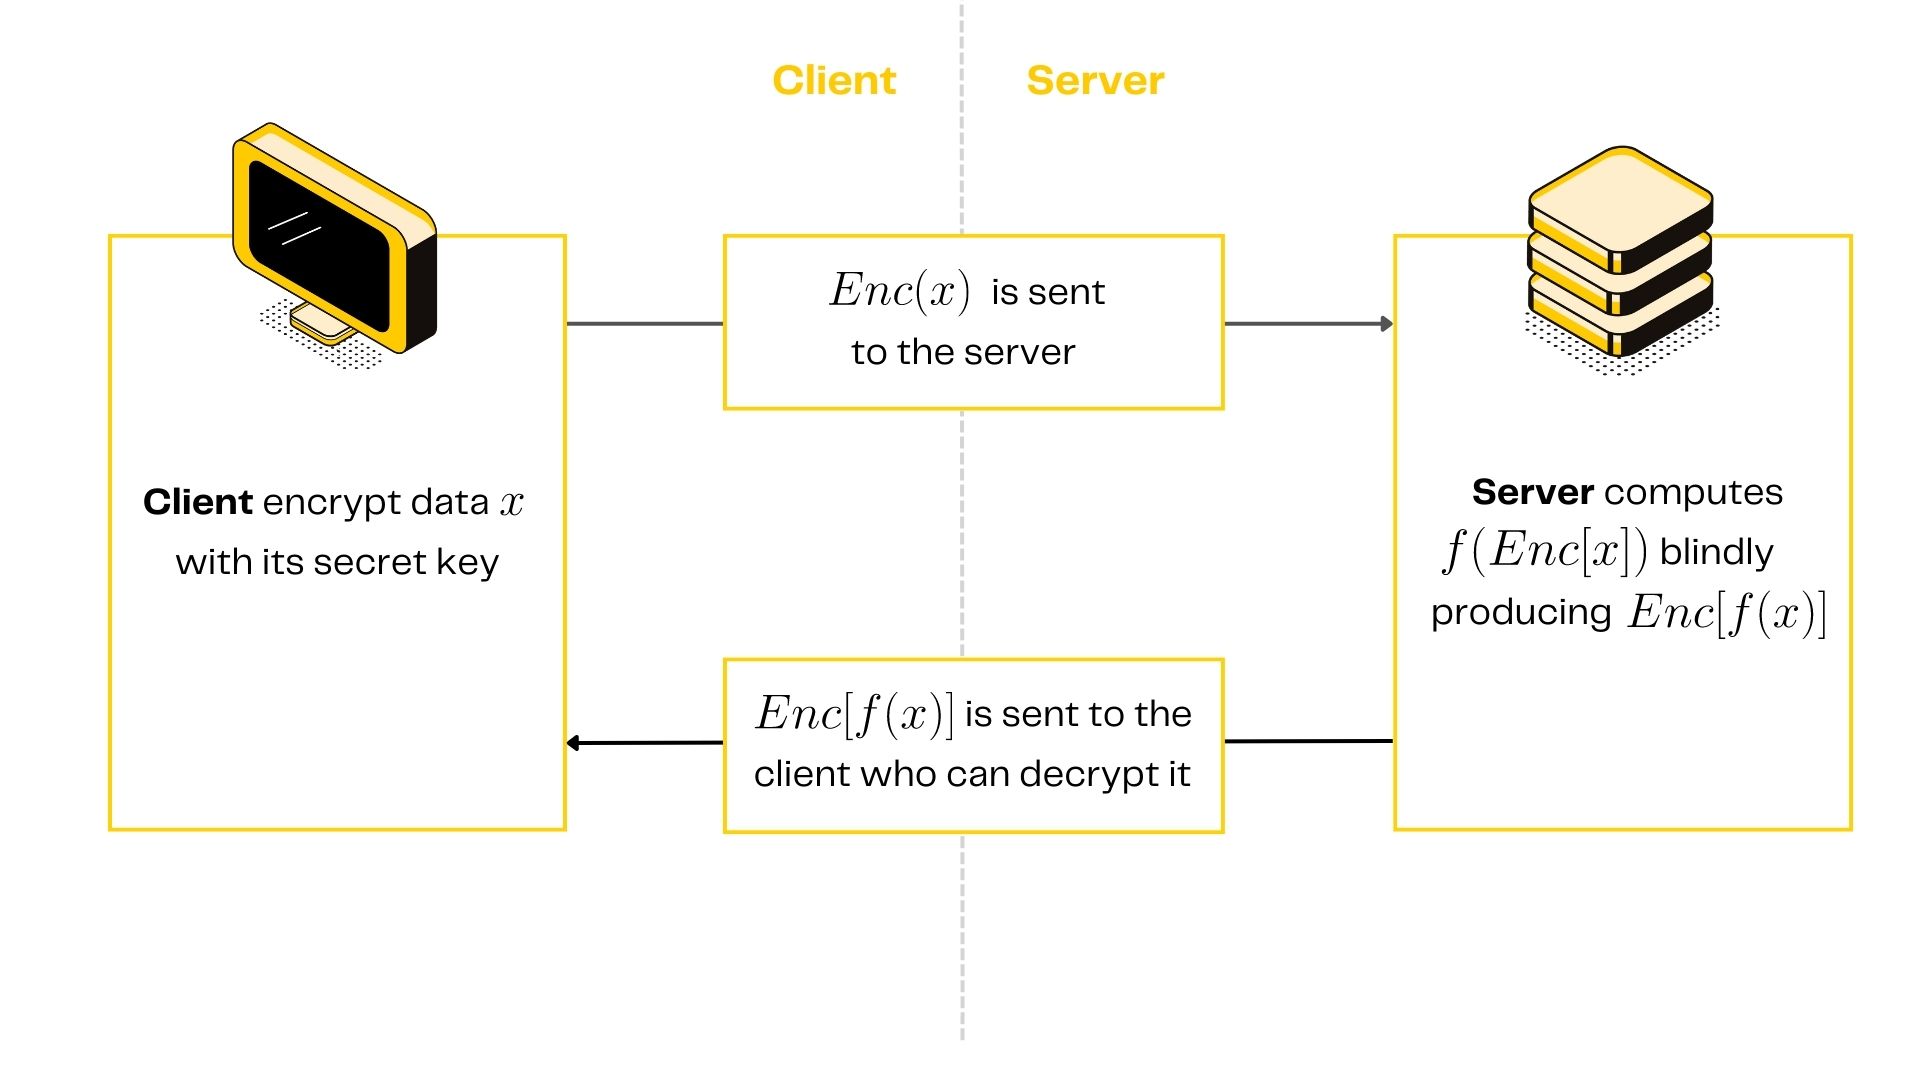 Client
Server
Enc(x) is sent
to the server
Client encrypt data x
with its secret key
Server computes
f(Enc[x]) blindly
producing Enc[f(x)]
Enc[f(x)] is sent to the
client who can decrypt it